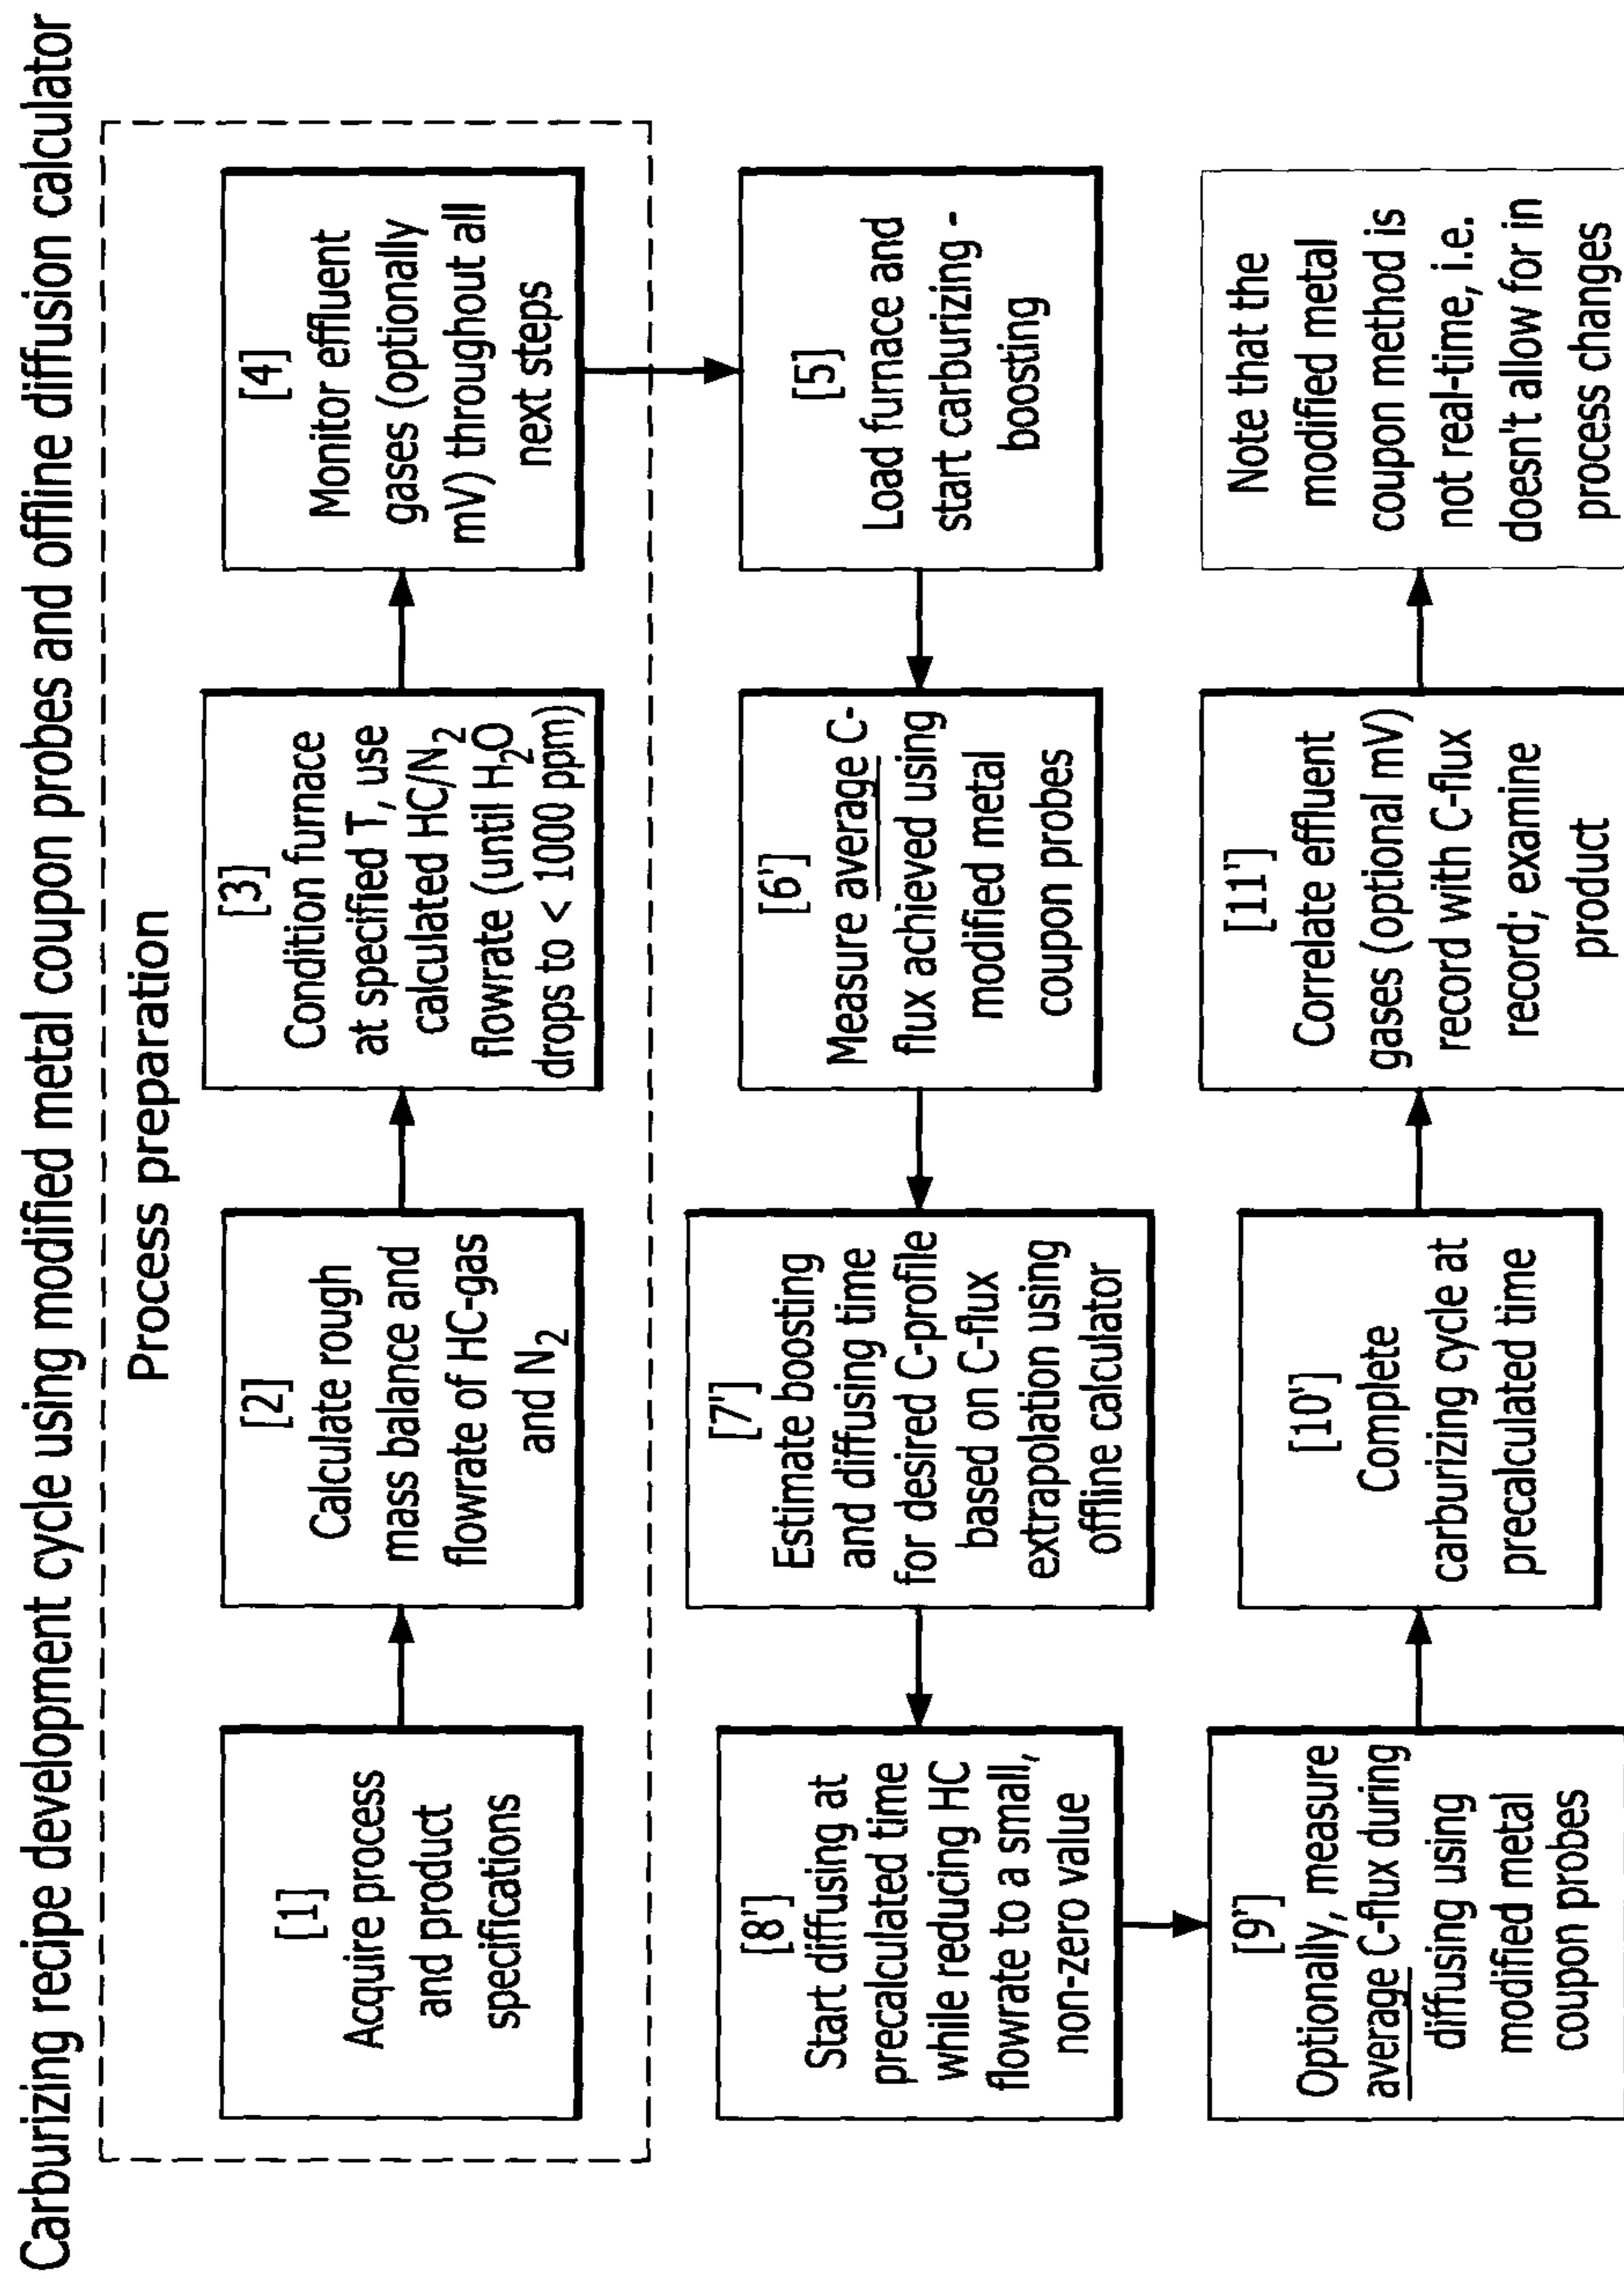 Carburizing recipe development cycle using modified metal coupon probes and offline diffusion calculator
Process preparation
[1]
Acquire process
and product
specifications
[2]
Calculate rough
mass balance and
flowrate of HC-gas
and N2
[3]
Condition furnace
at specified T, use
calculated HC/N2
flowrate (until H2O
drops to < 1000 ppm)
[4]
Monitor effluent
gases (optionally
mV) throughout all
next steps
[5]
Load furnace and
start carburizing -
boosting
[6']
Measure average C-
flux achieved using
modified metal
coupon probes
[7']
Estimate boosting
and diffusing time
for desired C-profile
based on C-flux
extrapolation using
offline calculator
[8']
Start diffusing at
precalculated time
while reducing HC
flowrate to a small,
non-zero value
[9']
Optionally, measure
average C-flux during
diffusing using
modified metal
coupon probes
[10']
Complete
carburizing cycle at
precalculated time
[11']
Correlate effluent
gases (optional mV)
record with C-flux
record; examine
product
Note that the
modified metal
coupon method is
not real-time, i.e.
doesn't allow for in
process changes